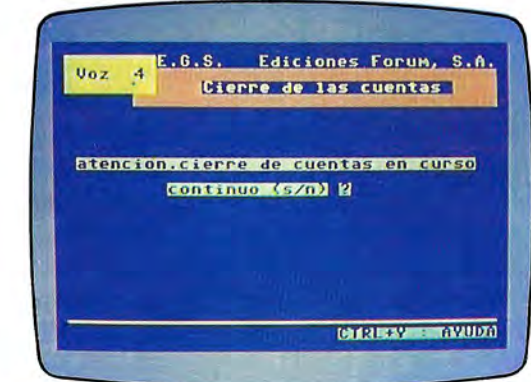 E.G.S. Ediciones Forum, S.A.
Voz 4
Cierre de las cuentas
atencion.cierre de cuentas en curso
continuo (s/n) ?
CTRL+Y : AYUDA